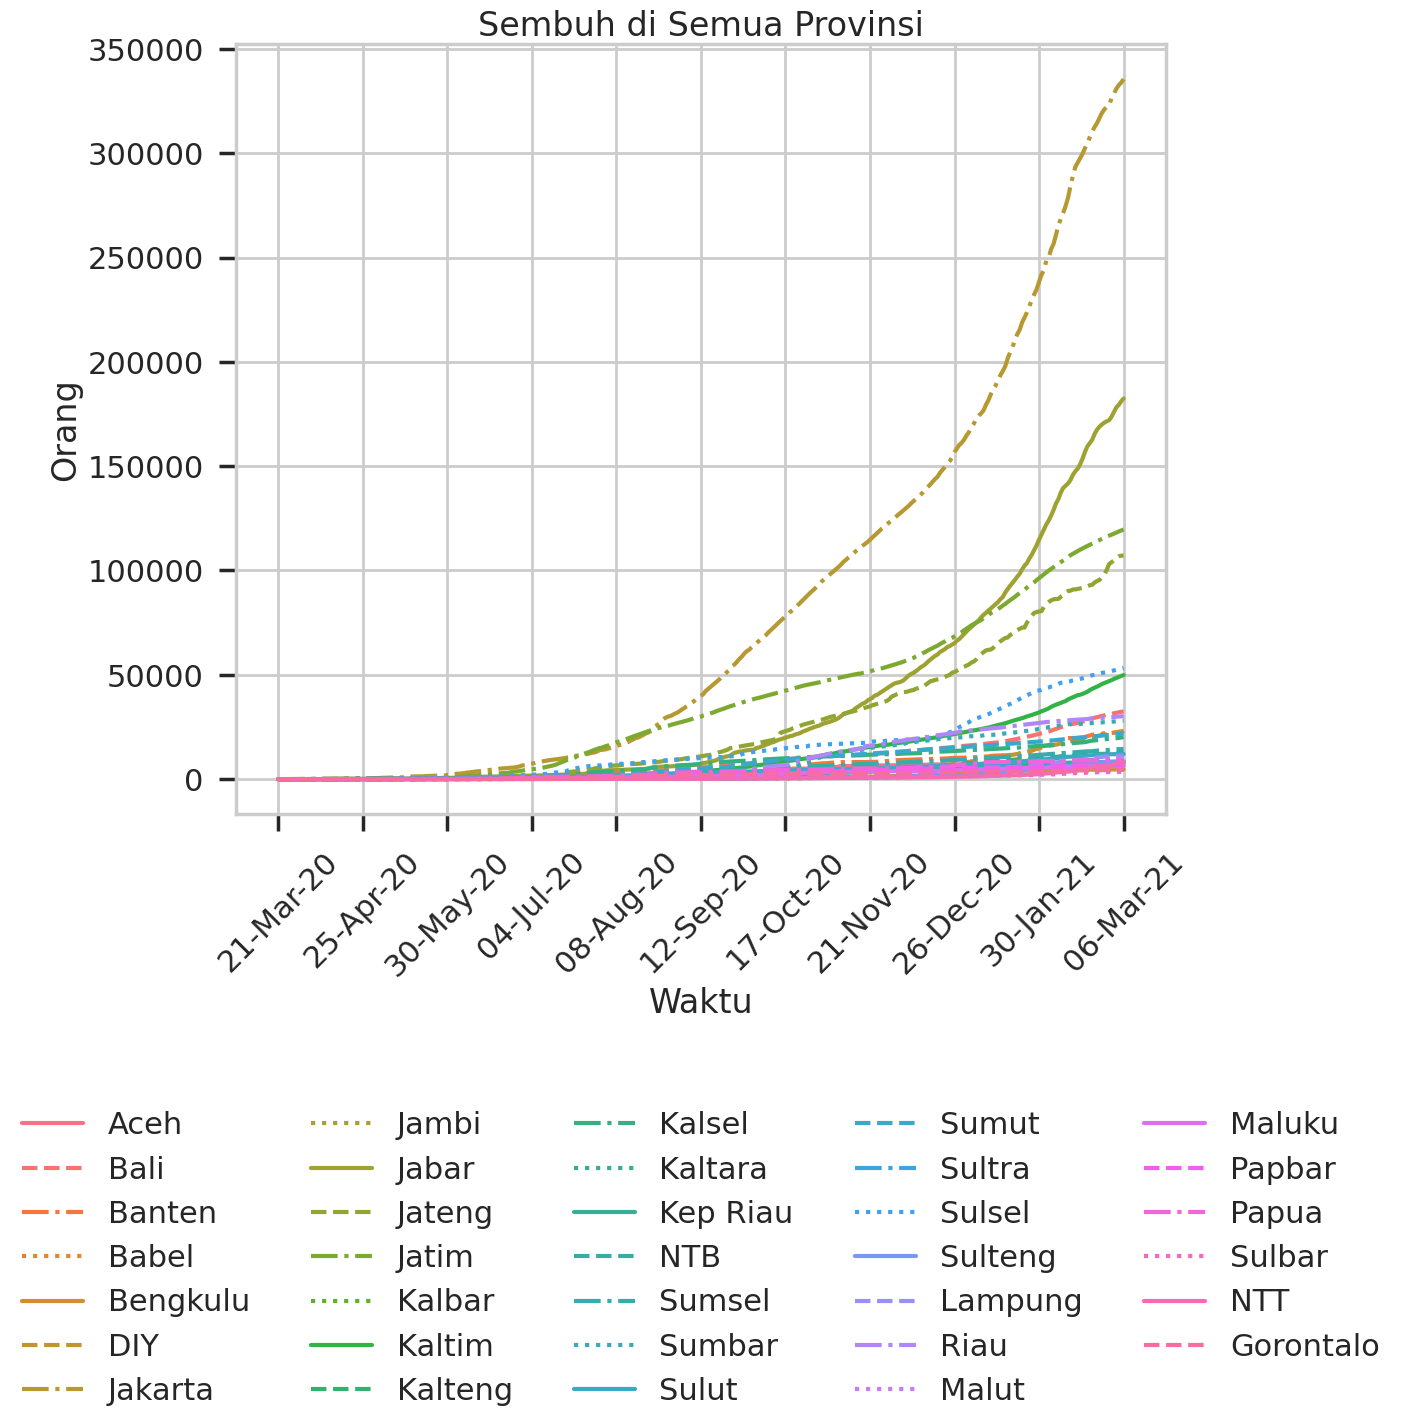 Sembuh di Semua Provinsi
350000
300000
250000
200000
150000
100000
50000
0
Orang
21-Mar-20
25-Apr-20
30-May-20
04-Jul-20
08-Aug-20
12-Sep-20
17-Oct-20
21-Nov-20
26-Dec-20
30-Jan-21
06-Mar-21
Waktu
Aceh
Bali
Banten
Babel
Bengkulu
DIY
Jakarta
Jambi
Jabar
Jateng
Jatim
Kalbar
Kaltim
Kalteng
Kalsel
Kaltara
Kep Riau
NTB
Sumsel
Sumbar
Sulut
Sumut
Sultra
Sulsel
Sulteng
Lampung
Riau
Malut
Maluku
Papbar
Papua
Sulbar
NTT
Gorontalo